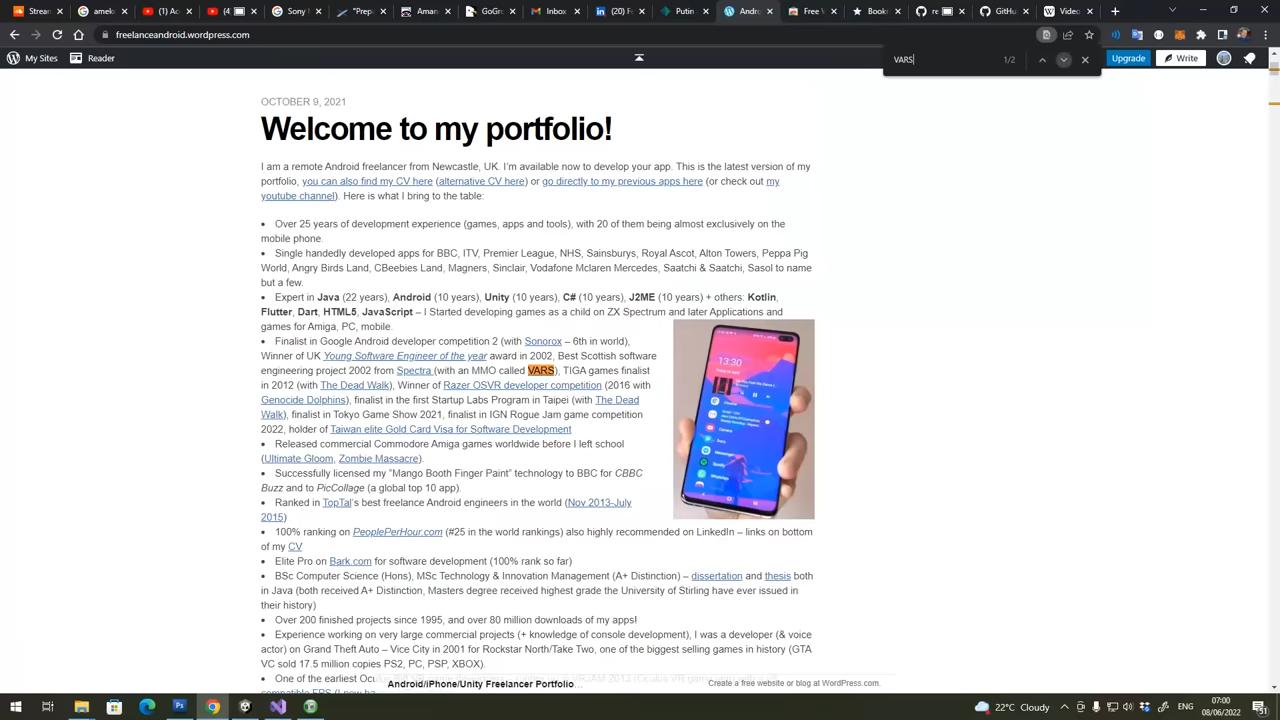 Strean
Googl
Aman
Sti
GroFi
Inbox
Fi
Pi
Androi
Fres
Book
re
GitHu
Video
freelanceandroid.wordpress.com
My Sites
Reader
VARS
1/2
Upgrade
Write
OCTOBER 9, 2021
Welcome to my portfolio!
I am a remote Android freelancer from Newcastle, UK. I'm available now to develop your app. This is the latest version of my
portfolio, you can also find my CV here (alternative CV here) or go directly to my previous apps here (or check out my
youtube channel). Here is what I bring to the table:
• Over 25 years of development experience (games, apps and tools), with 20 of them being almost exclusively on the
mobile phone.
• Single handedly developed apps for BBC, ITV, Premier League, NHS, Sainsburys, Royal Ascot, Alton Towers, Peppa Pig
World, Angry Birds Land, CBeebies Land, Magners, Sinclair, Vodafone Mclaren Mercedes, Saatchi & Saatchi, Sasol to name
but a few.
• Expert in Java (22 years), Android (10 years), Unity (10 years), C# (10 years), J2ME (10 years) + others: Kotlin,
Flutter, Dart, HTML5, JavaScript – I Started developing games as a child on ZX Spectrum and later Applications and
games for Amiga, PC, mobile.
• Finalist in Google Android developer competition 2 (with Sonorox – 6th in world),
Winner of UK Young Software Engineer of the year award in 2002, Best Scottish software
engineering project 2002 from Spectra (with an MMO called VARS), TIGA games finalist
in 2012 (with The Dead Walk), Winner of Razer OSVR developer competition (2016 with
Genocide Dolphins), finalist in the first Startup Labs Program in Taipei (with The Dead
Walk), finalist in Tokyo Game Show 2021, finalist in IGN Rogue Jam game competition
2022, holder of Taiwan elite Gold Card Visa for Software Development
• Released commercial Commodore Amiga games worldwide before I left school
(Ultimate Gloom, Zombie Massacre).
• Successfully licensed my "Mango Booth Finger Paint" technology to BBC for CBBC
Buzz and to PicCollage (a global top 10 app).
• Ranked in TopTal's best freelance Android engineers in the world (Nov 2013-July
2015)
• 100% ranking on PeoplePerHour.com (#25 in the world rankings) also highly recommended on LinkedIn – links on bottom
of my CV
• Elite Pro on Bark.com for software development (100% rank so far)
• BSc Computer Science (Hons), MSc Technology & Innovation Management (A+ Distinction) – dissertation and thesis both
in Java (both received A+ Distinction, Masters degree received highest grade the University of Stirling have ever issued in
their history)
• Over 200 finished projects since 1995, and over 80 million downloads of my apps!
• Experience working on very large commercial projects (+ knowledge of console development), I was a developer (& voice
actor) on Grand Theft Auto – Vice City in 2001 for Rockstar North/Take Two, one of the biggest selling games in history (GTA
VC sold 17.5 million copies PS2, PC, PSP, XBOX).
• One of the earliest Ocu
13:30
Android/iPhone/Unity Freelancer Portfolio…
Create a free website or blog at WordPress.com.
22°C Cloudy
07:00
08/06/2022